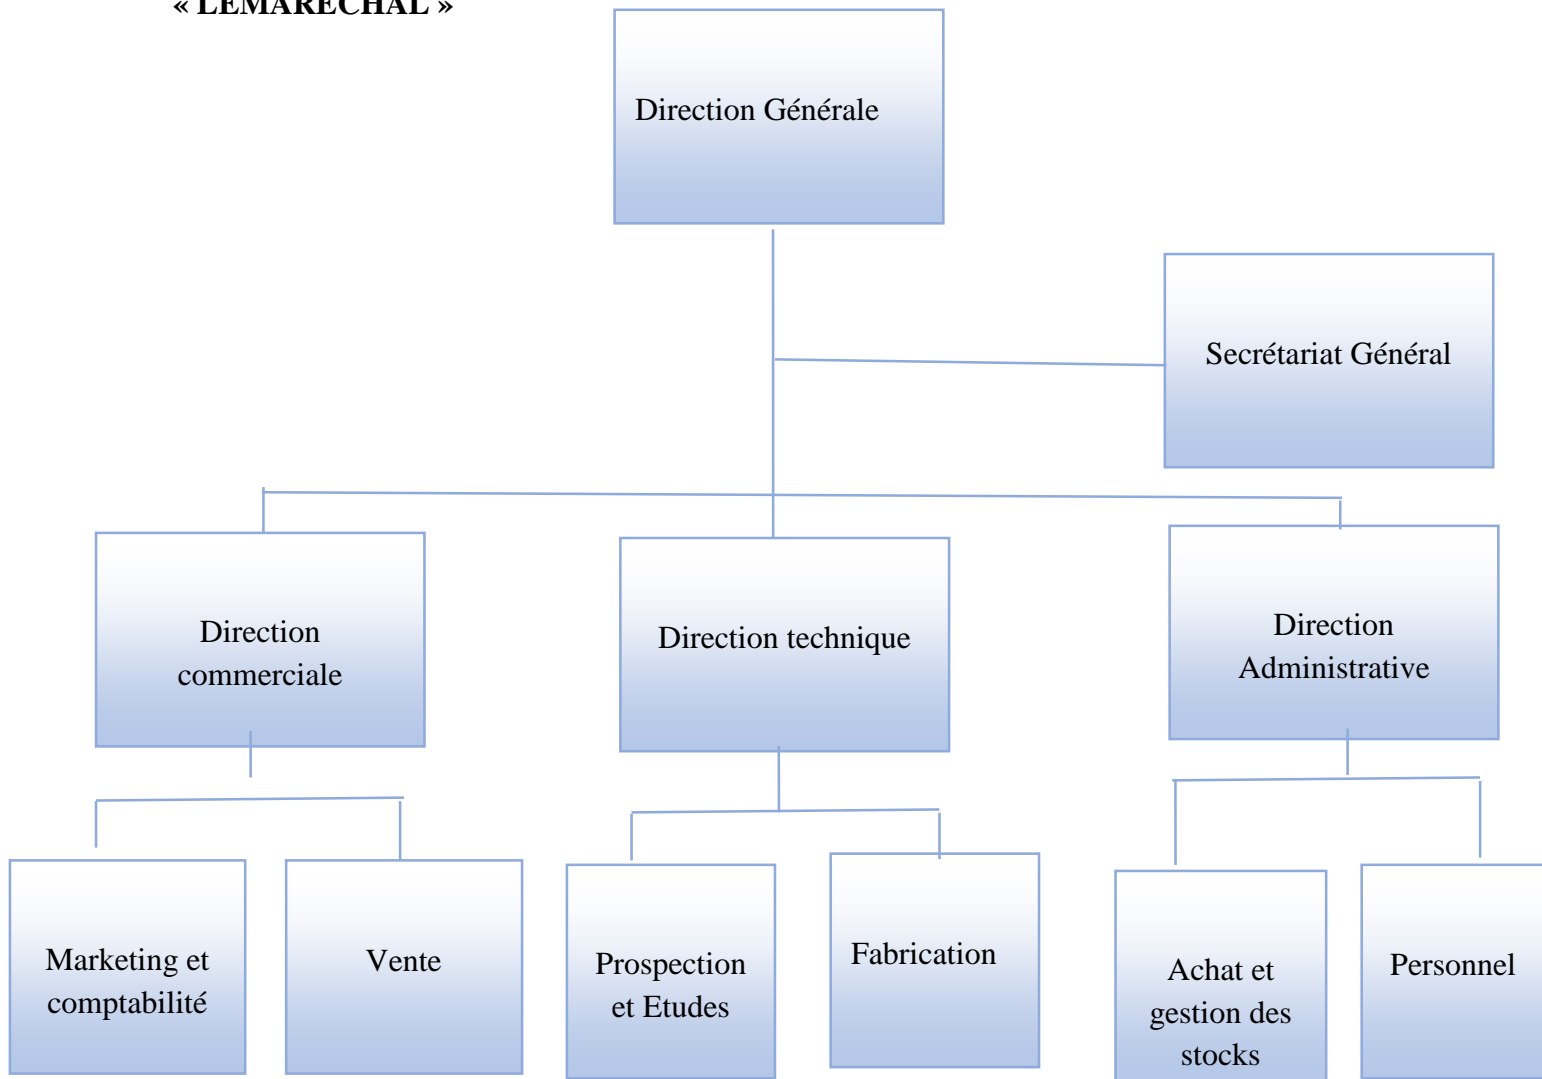 « LEMARECHAL »
Direction Générale
Secrétariat Général
Direction
commerciale
Direction technique
Direction
Administrative
Marketing et
comptabilité
Vente
Prospection
et Etudes
Fabrication
Achat et
gestion des
stocks
Personnel